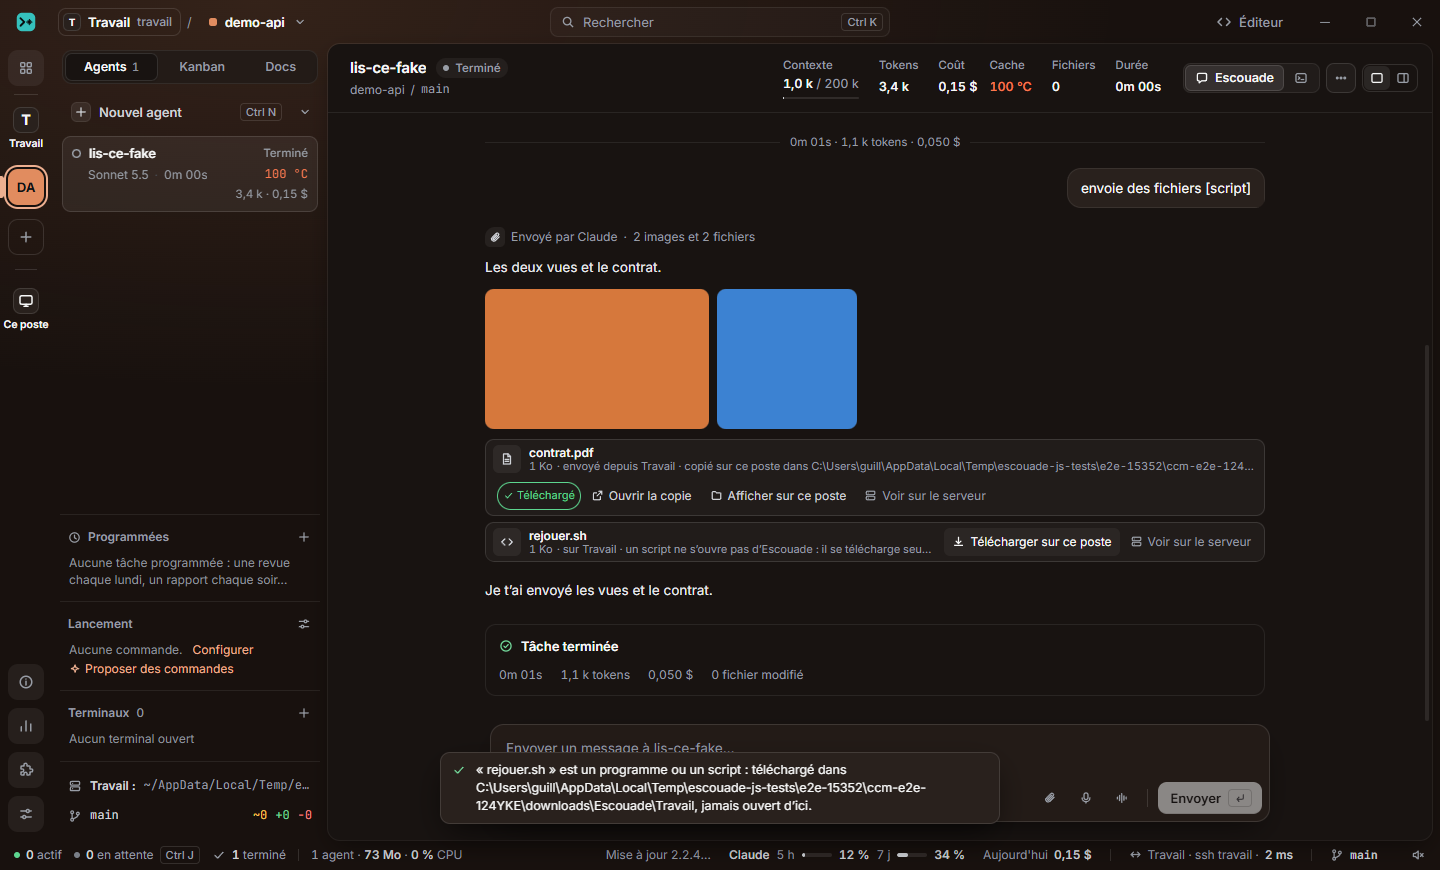 T Travail travail / demo-api
Rechercher Ctrl K
Éditeur
Agents 1 Kanban Docs
Nouvel agent Ctrl N
lis-ce-fake Terminé
Sonnet 5.5 · 0m 00s 100 °C
3,4 k · 0,15 $
T
Travail
DA
Ce poste
Programmées
Aucune tâche programmée : une revue
chaque lundi, un rapport chaque soir…
Lancement
Aucune commande. Configurer
Proposer des commandes
Terminaux 0
Aucun terminal ouvert
Travail : ~/AppData/Local/Temp/e…
main ~0 +0 -0
lis-ce-fake Terminé
demo-api / main
Contexte Tokens Coût Cache Fichiers Durée
1,0 k / 200 k 3,4 k 0,15 $ 100 °C 0 0m 00s
Escouade
0m 01s · 1,1 k tokens · 0,050 $
envoie des fichiers [script]
Envoyé par Claude · 2 images et 2 fichiers
Les deux vues et le contrat.
contrat.pdf
1 Ko · envoyé depuis Travail · copié sur ce poste dans C:\Users\guill\AppData\Local\Temp\escouade-js-tests\e2e-15352\ccm-e2e-124…
Téléchargé Ouvrir la copie Afficher sur ce poste Voir sur le serveur
rejouer.sh
1 Ko · sur Travail · un script ne s’ouvre pas d’Escouade : il se télécharge seu…
Télécharger sur ce poste Voir sur le serveur
Je t’ai envoyé les vues et le contrat.
Tâche terminée
0m 01s 1,1 k tokens 0,050 $ 0 fichier modifié
Envoyer un message à lis-ce-fake…
« rejouer.sh » est un programme ou un script : téléchargé dans
C:\Users\guill\AppData\Local\Temp\escouade-js-tests\e2e-15352\ccm-e2e-
124YKE\downloads\Escouade\Travail, jamais ouvert d’ici.
Envoyer
0 actif 0 en attente Ctrl J 1 terminé 1 agent · 73 Mo · 0 % CPU
Mise à jour 2.2.4… Claude 5 h 12 % 7 j 34 % Aujourd'hui 0,15 $ Travail · ssh travail · 2 ms main